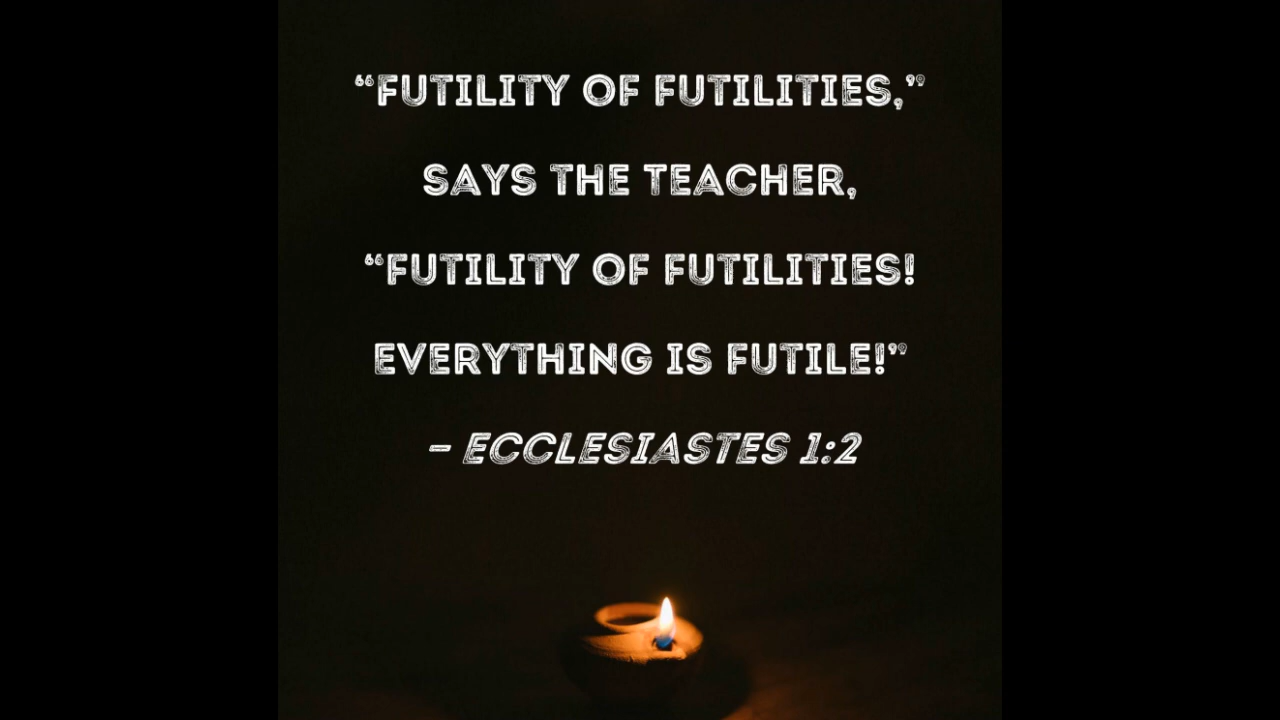 “FUTILITY OF FUTILITIES,”
SAYS THE TEACHER,
“FUTILITY OF FUTILITIES!
EVERYTHING IS FUTILE!”
– ECCLESIASTES 1:2